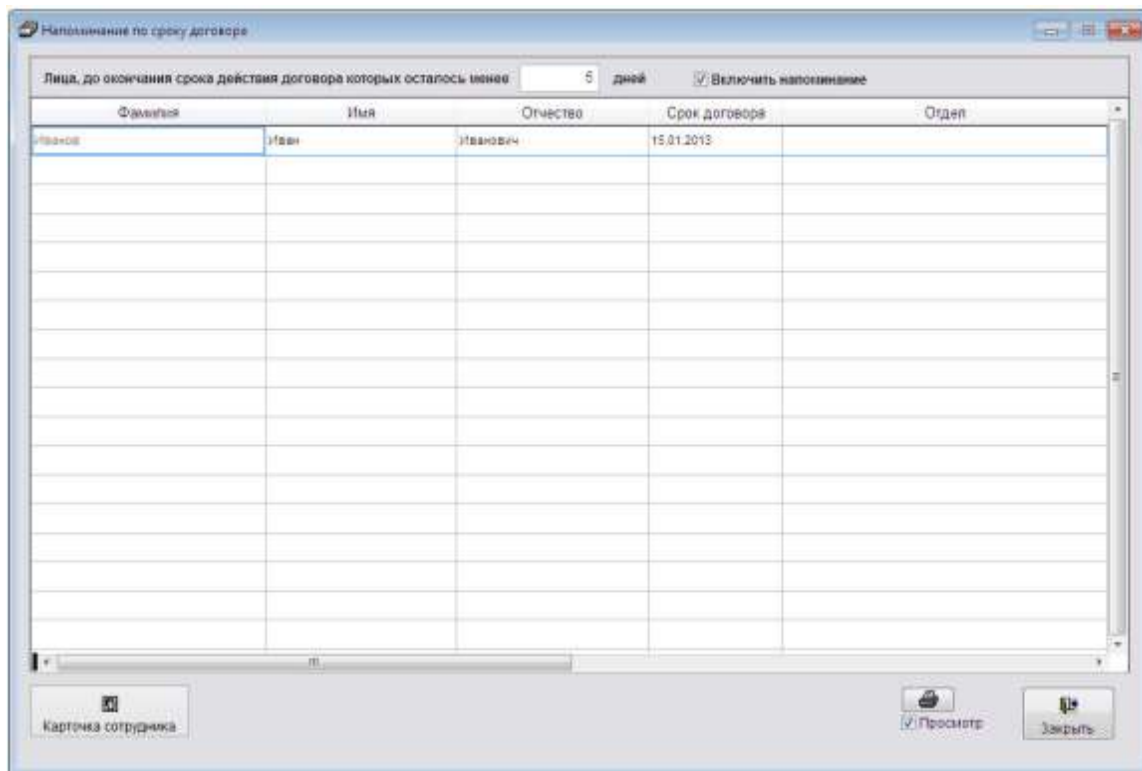 Напоминание по сроку договора
Лица, до окончания срока действия договора которых осталось менее 5 дней Включить напоминание
Фамилия Имя Отчество Срок договора Отдел
Иванов Иван Иванович 15.01.2013
Карточка сотрудника Просмотр Закрыть